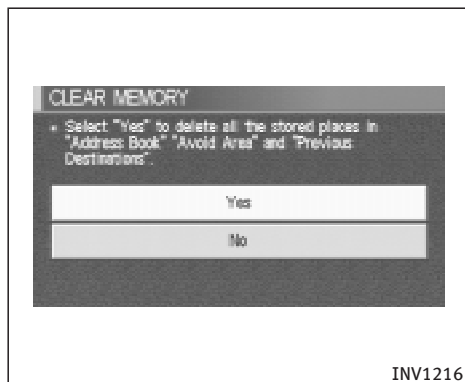 CLEAR MEMORY
• Select "Yes" to delete all the stored places in
"Address Book" "Avoid Area" and "Previous
Destinations".
Yes
No
INV1216